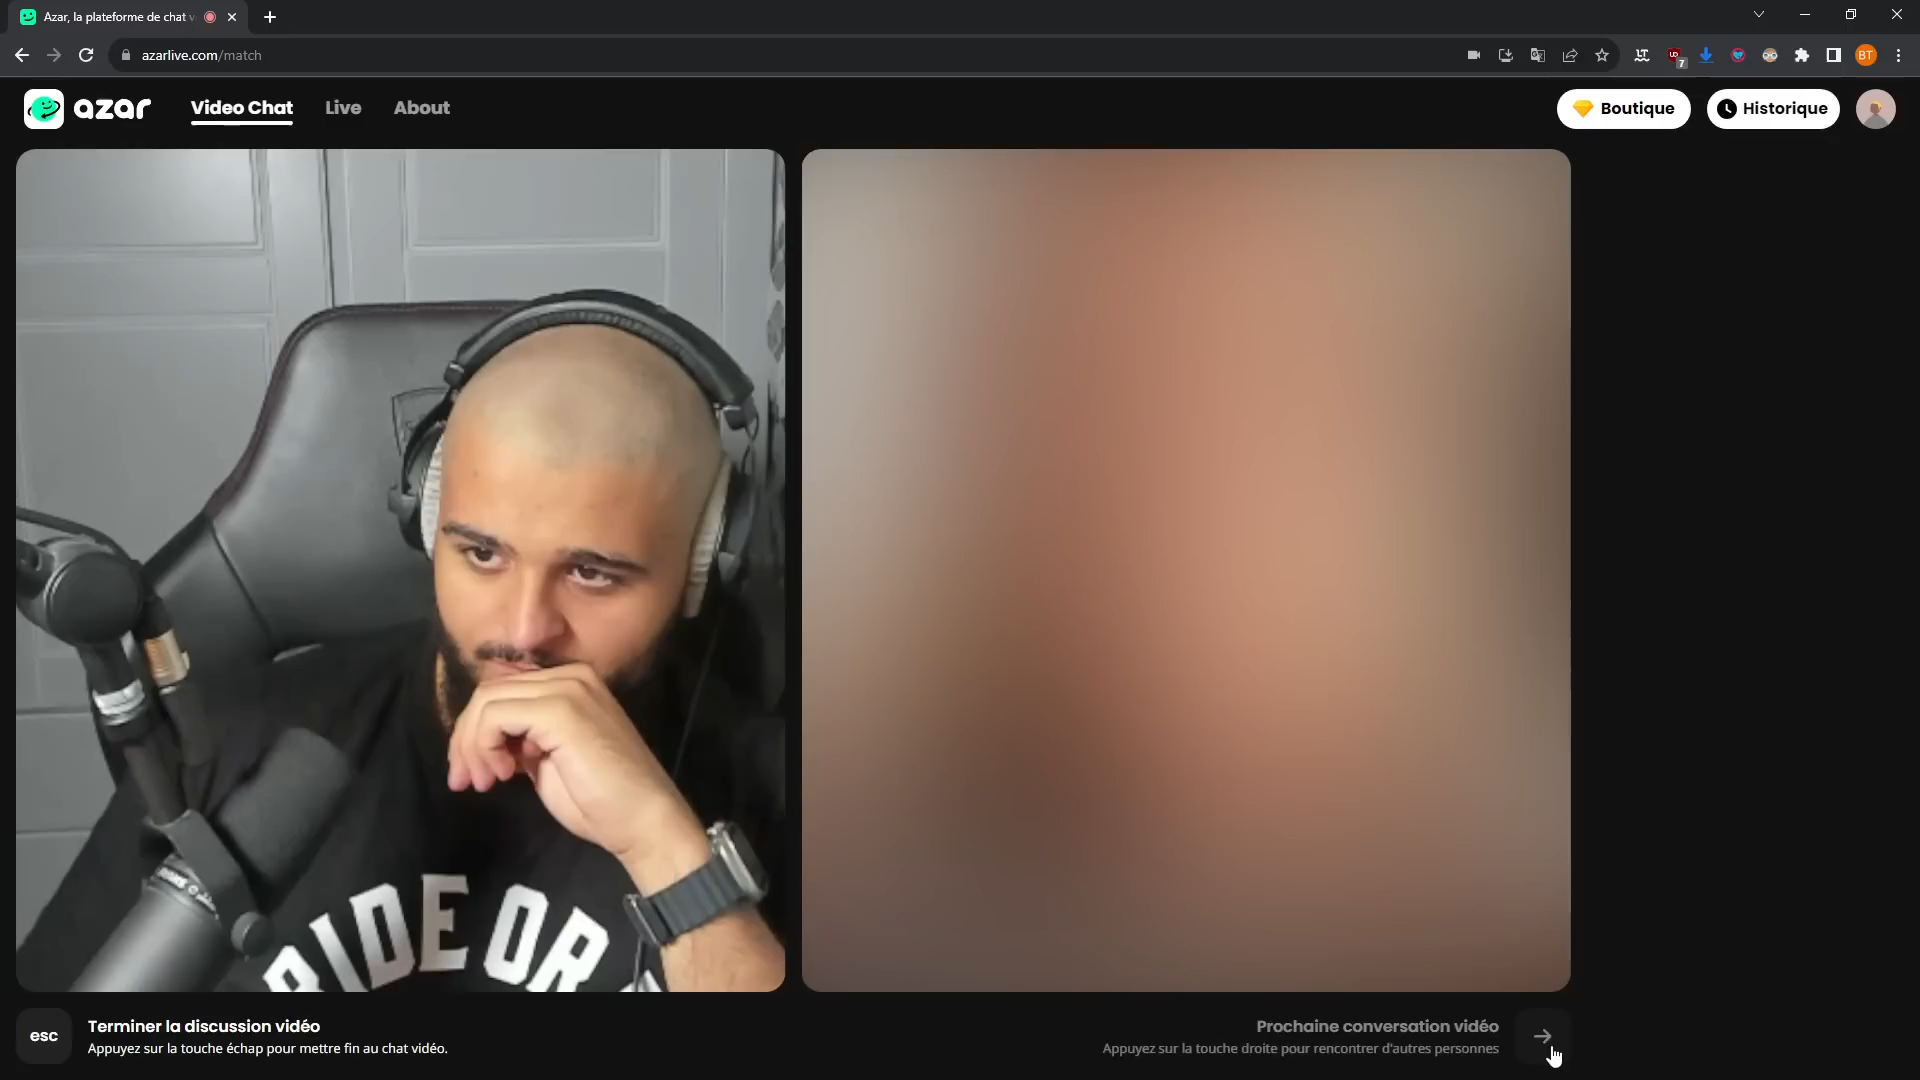 Azar, la plateforme de chat v
azarlive.com/match
7
BT
azar
Video Chat
Live
About
Boutique
Historique
RIDE OR
esc
Terminer la discussion vidéo
Appuyez sur la touche échap pour mettre fin au chat vidéo.
Prochaine conversation vidéo
Appuyez sur la touche droite pour rencontrer d'autres personnes